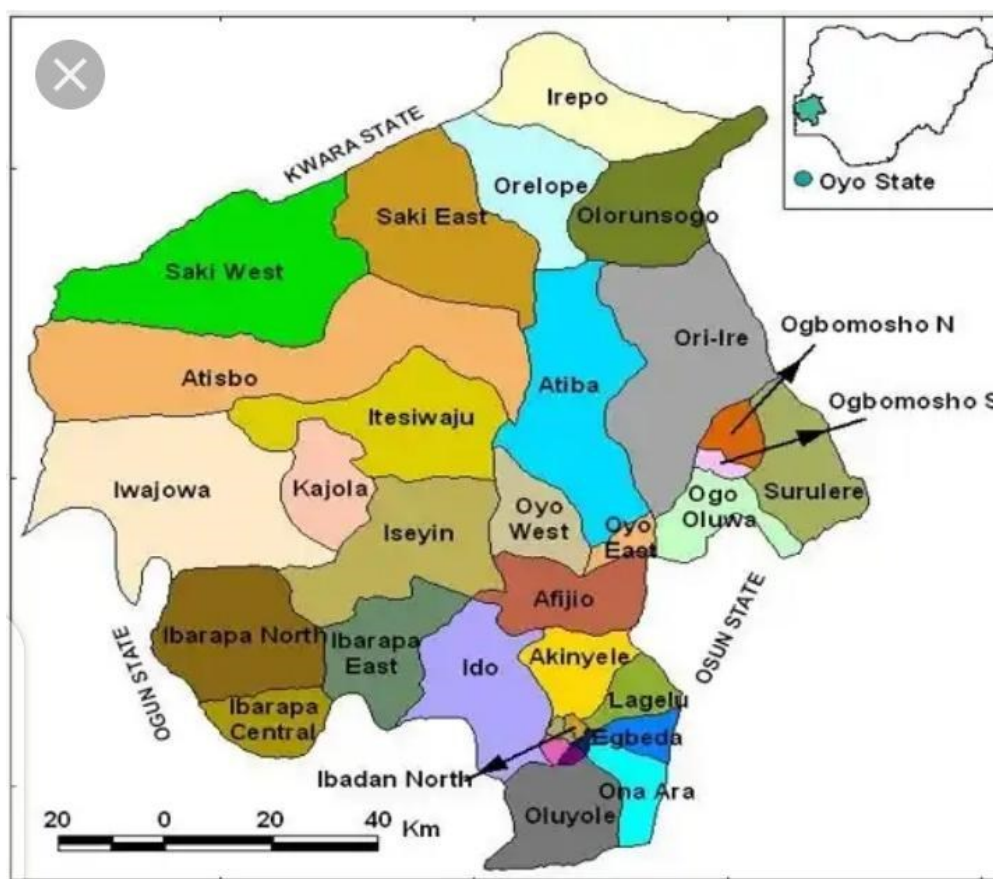 Irepo
KWARA STATE
Orelope
Oyo State
Saki East
Olorunsogo
Saki West
Ogbomosho N
Ori-Ire
Atisbo
Atiba
Ogbomosho S
Itesiwaju
Iwajowa
Kajola
Ogo
Oluwa
Surulere
Oyo
West
Iseyin
Oyo
East
Afijio
OSUN STATE
OGUN STATE
Ibarapa North
Ibarapa
East
Ido
Akinyele
Lagelu
Ibarapa
Central
Egbeda
Ibadan North
Ona Ara
Oluyole
20 0 20 40 Km